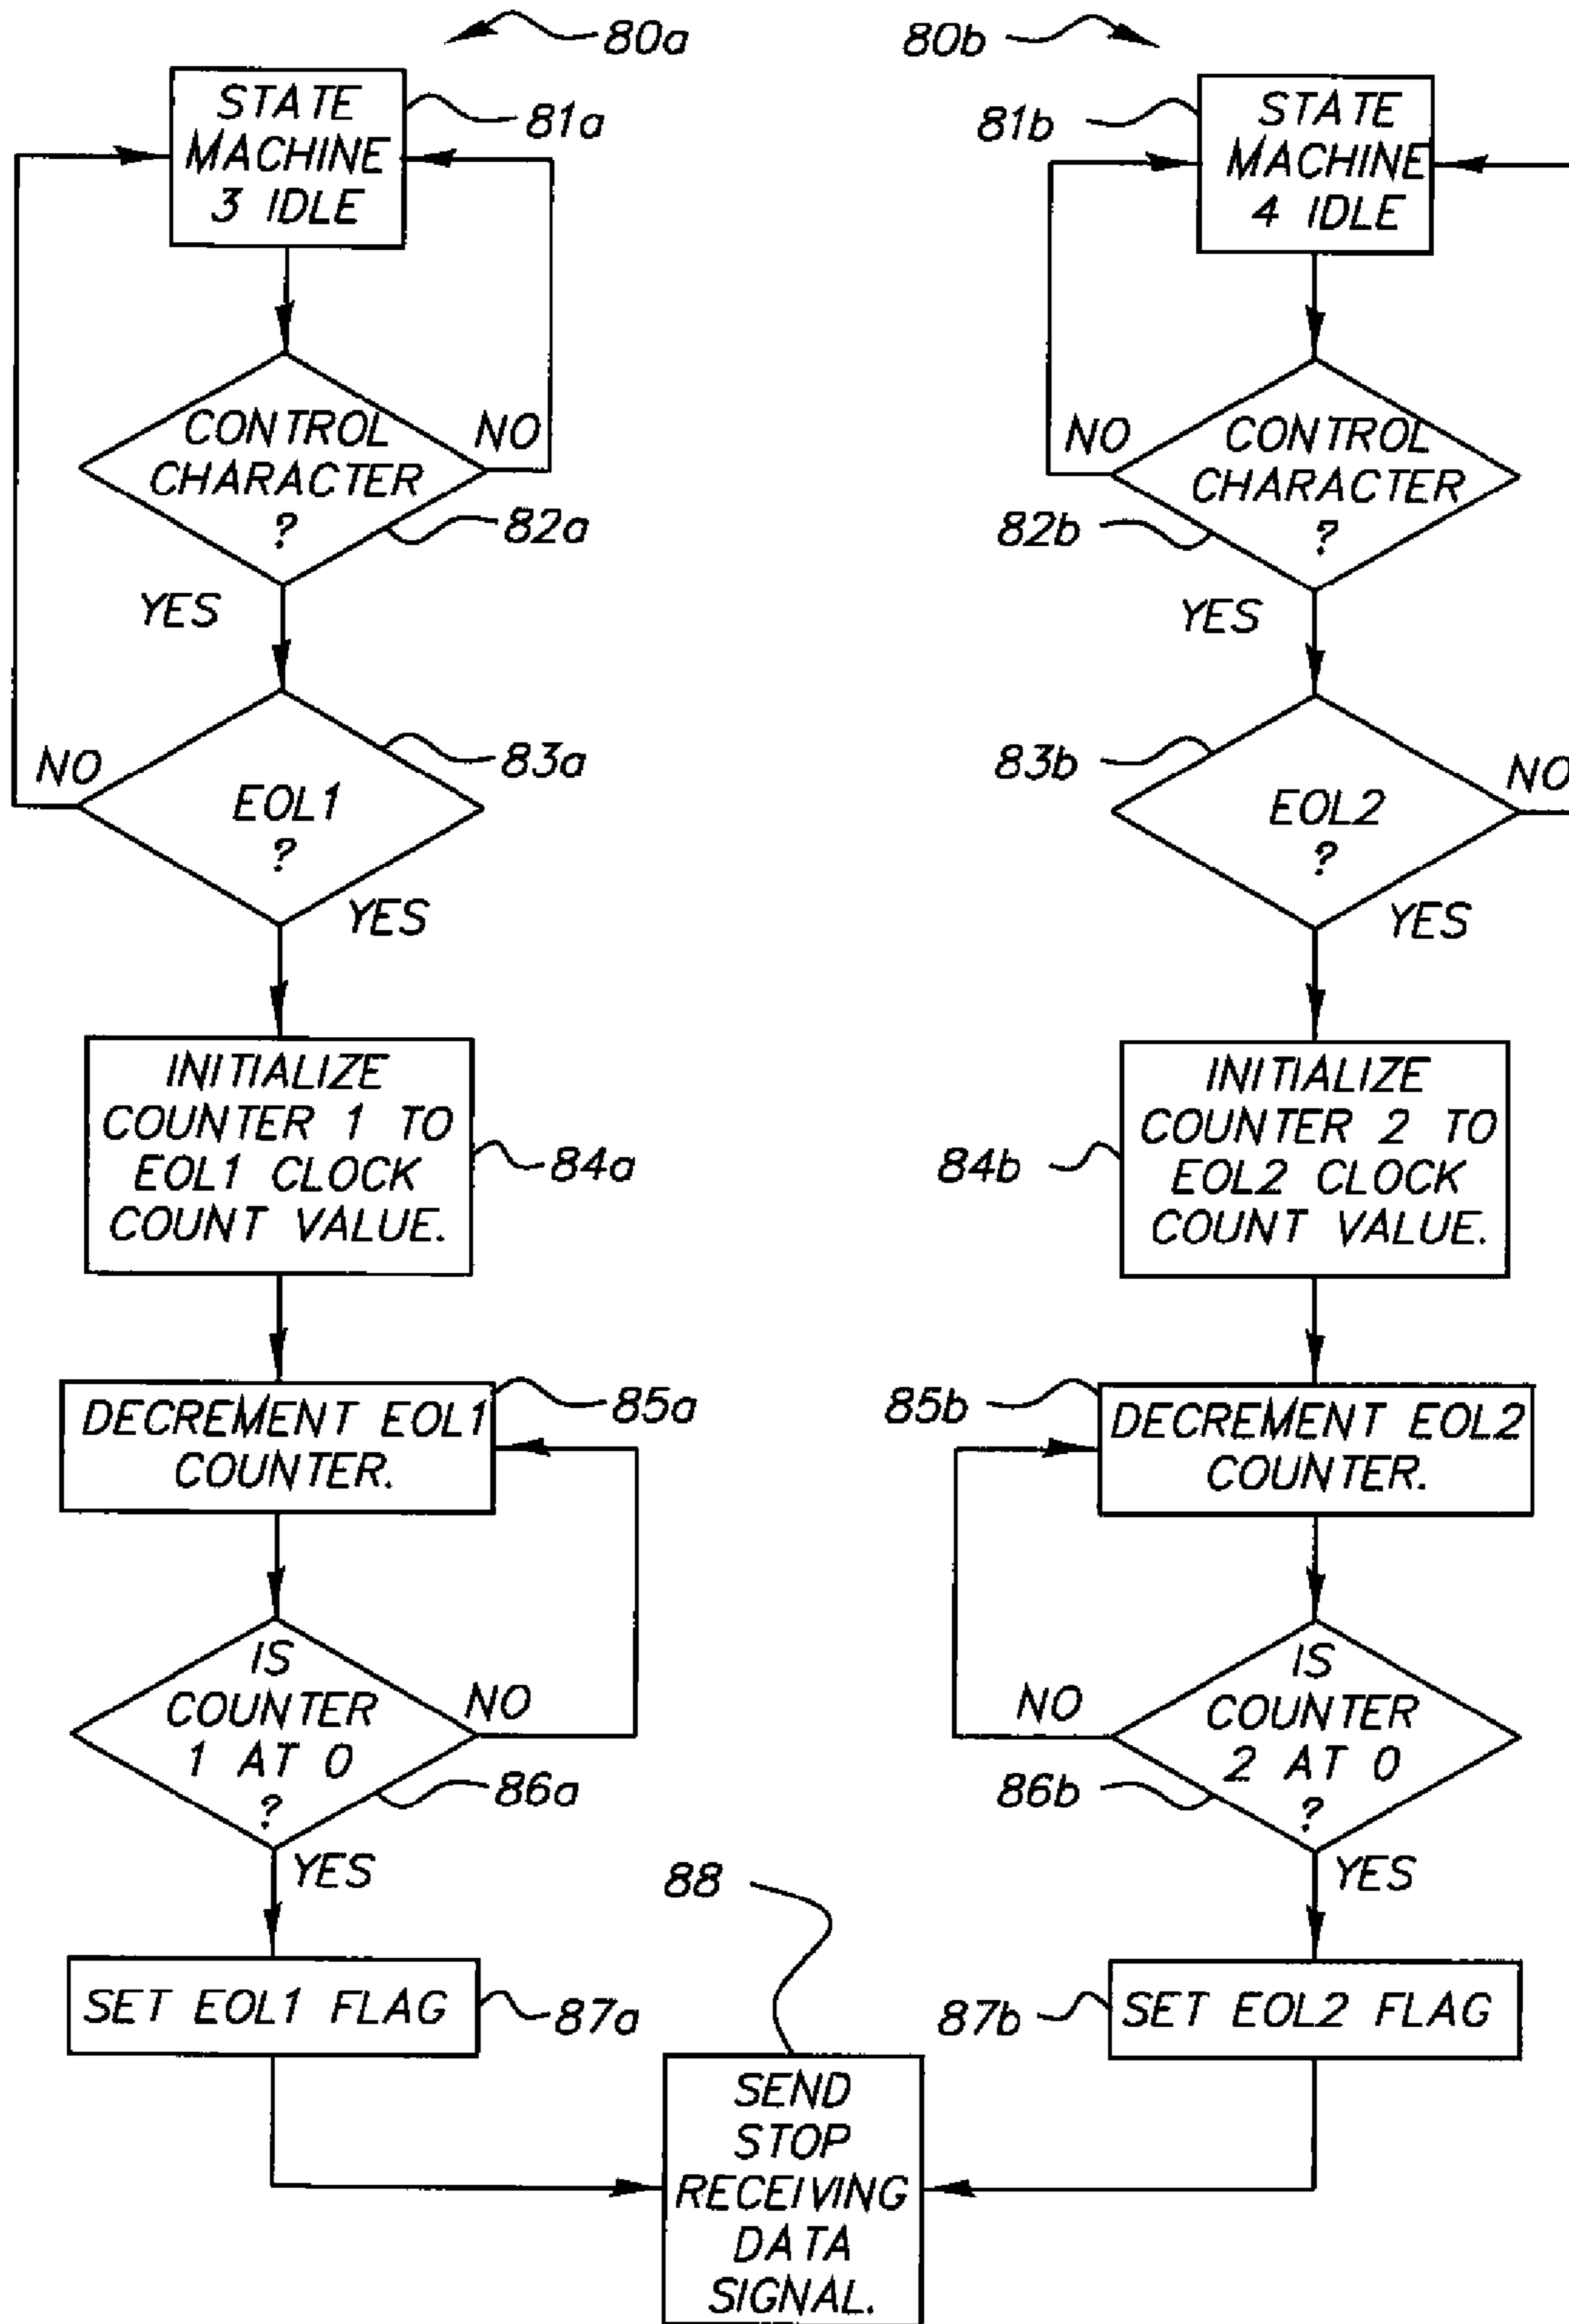 80a
STATE
MACHINE
3 IDLE
81a
CONTROL
CHARACTER
?
NO
82a
YES
83a
NO
EOL1
?
YES
INITIALIZE
COUNTER 1 TO
EOL1 CLOCK
COUNT VALUE.
84a
DECREMENT EOL1
COUNTER.
85a
IS
COUNTER
1 AT 0
?
NO
86a
YES
SET EOL1 FLAG
87a
80b
STATE
MACHINE
4 IDLE
81b
CONTROL
CHARACTER
?
NO
82b
YES
83b
NO
EOL2
?
YES
INITIALIZE
COUNTER 2 TO
EOL2 CLOCK
COUNT VALUE.
84b
DECREMENT EOL2
COUNTER.
85b
IS
COUNTER
2 AT 0
?
NO
86b
YES
SET EOL2 FLAG
87b
88
SEND
STOP
RECEIVING
DATA
SIGNAL.